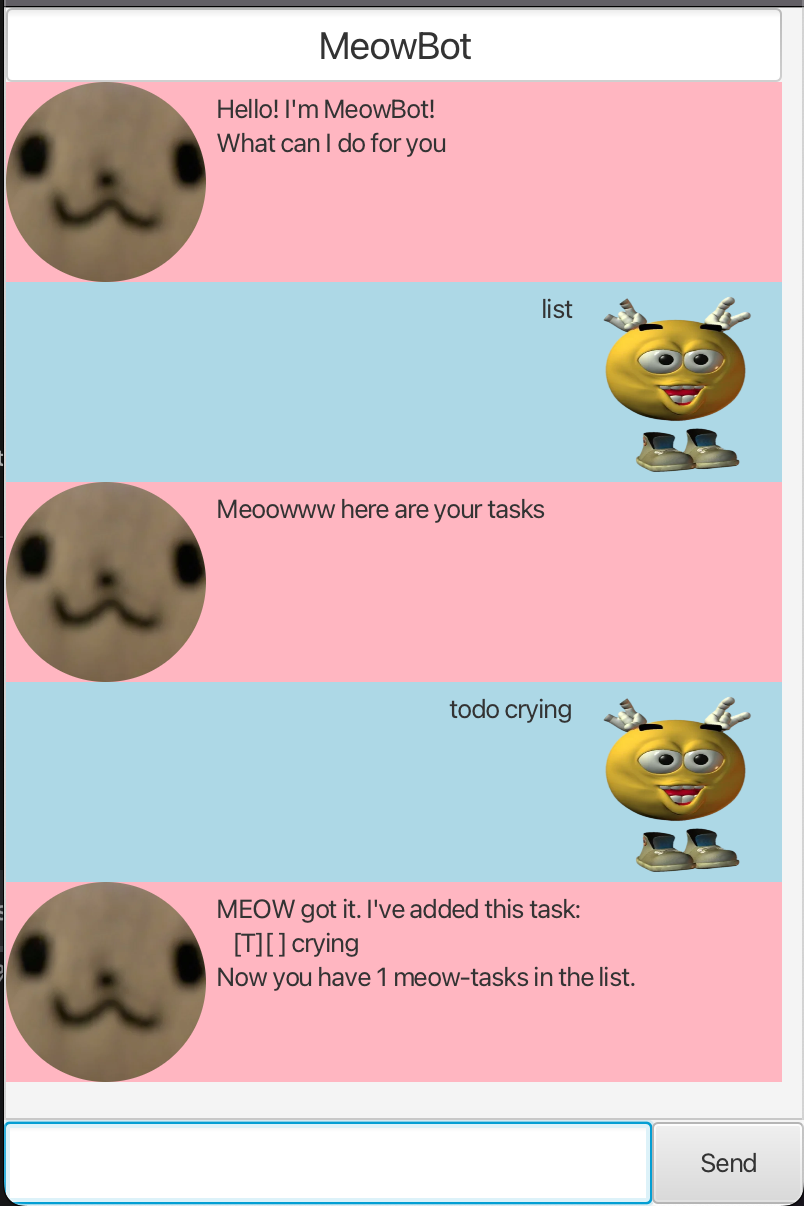 MeowBot
Hello! I'm MeowBot!
What can I do for you
list
Meoowww here are your tasks
todo crying
MEOW got it. I've added this task:
[T][ ] crying
Now you have 1 meow-tasks in the list.
Send